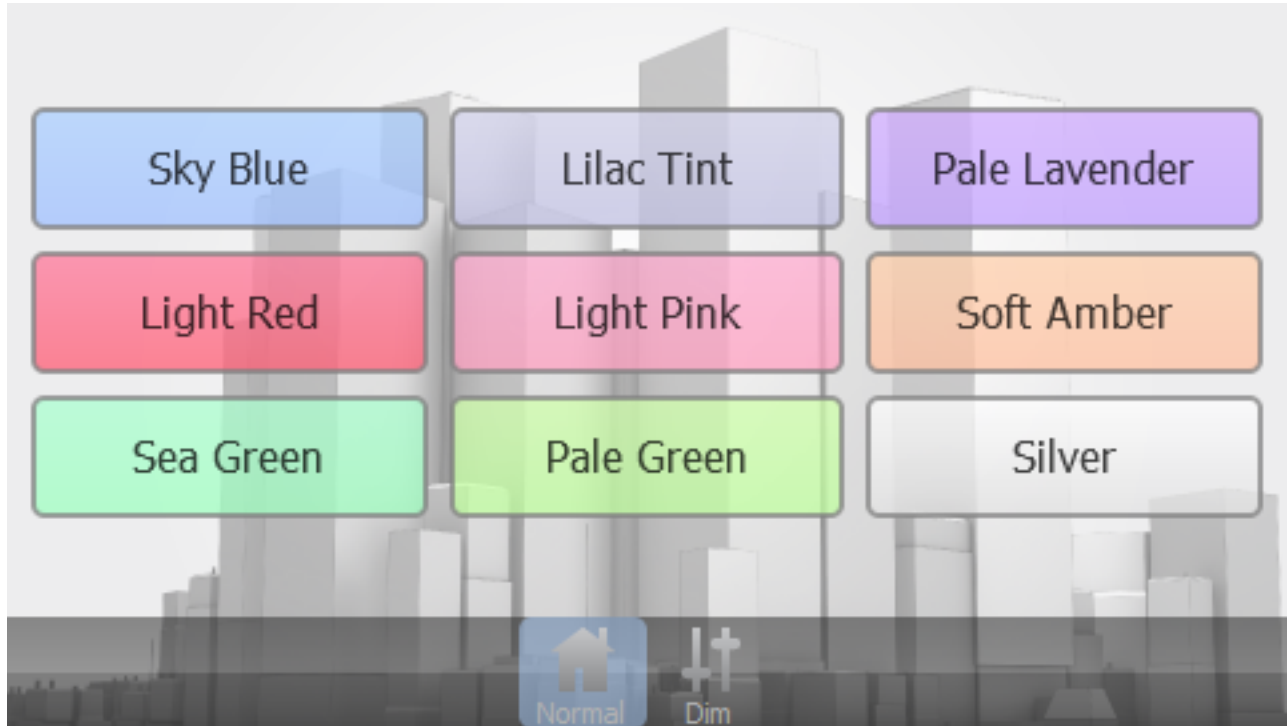 Sky Blue
Lilac Tint
Pale Lavender
Light Red
Light Pink
Soft Amber
Sea Green
Pale Green
Silver
Normal
Dim